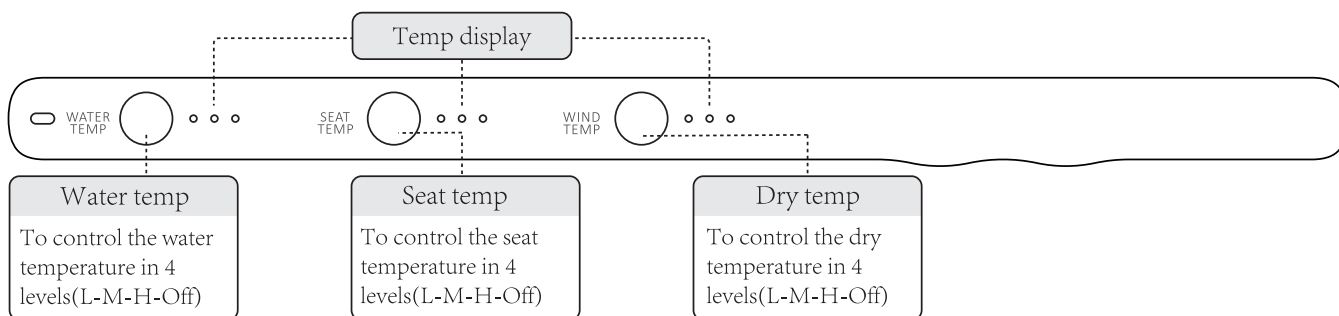 Temp display
WATER
TEMP
SEAT
TEMP
WIND
TEMP
Water temp
To control the water
temperature in 4
levels(L-M-H-Off)
Seat temp
To control the seat
temperature in 4
levels(L-M-H-Off)
Dry temp
To control the dry
temperature in 4
levels(L-M-H-Off)